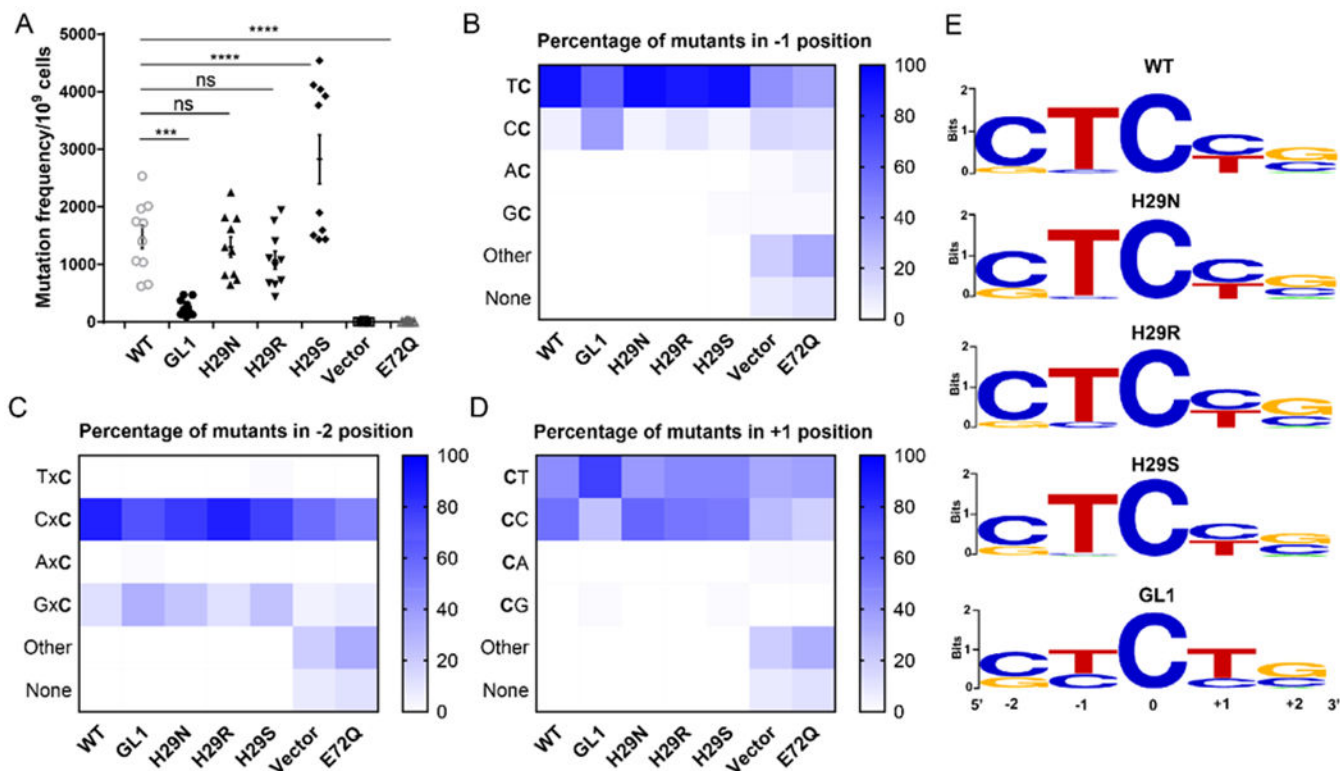 A
5000
4000
3000
2000
1000
0
Mutation frequency/10⁹ cells
****
****
ns
ns
***
WT
GL1
H29N
H29R
H29S
Vector
E72Q
B
Percentage of mutants in -1 position
TC
CC
AC
GC
Other
None
WT
GL1
H29N
H29R
H29S
Vector
E72Q
100
80
60
40
20
0
C
Percentage of mutants in -2 position
TxC
CxC
AxC
GxC
Other
None
WT
GL1
H29N
H29R
H29S
Vector
E72Q
100
80
60
40
20
0
D
Percentage of mutants in +1 position
CT
CC
CA
CG
Other
None
WT
GL1
H29N
H29R
H29S
Vector
E72Q
100
80
60
40
20
0
E
WT
2
1
0
Bits
C T C C G
G C T C
H29N
2
1
0
Bits
C T C C G
G T C
H29R
2
1
0
Bits
C T C C G
G C T C
H29S
2
1
0
Bits
C T C C G
G T C
GL1
2
1
0
Bits
C T C T G
G C C C
5' -2 -1 0 +1 +2 3'